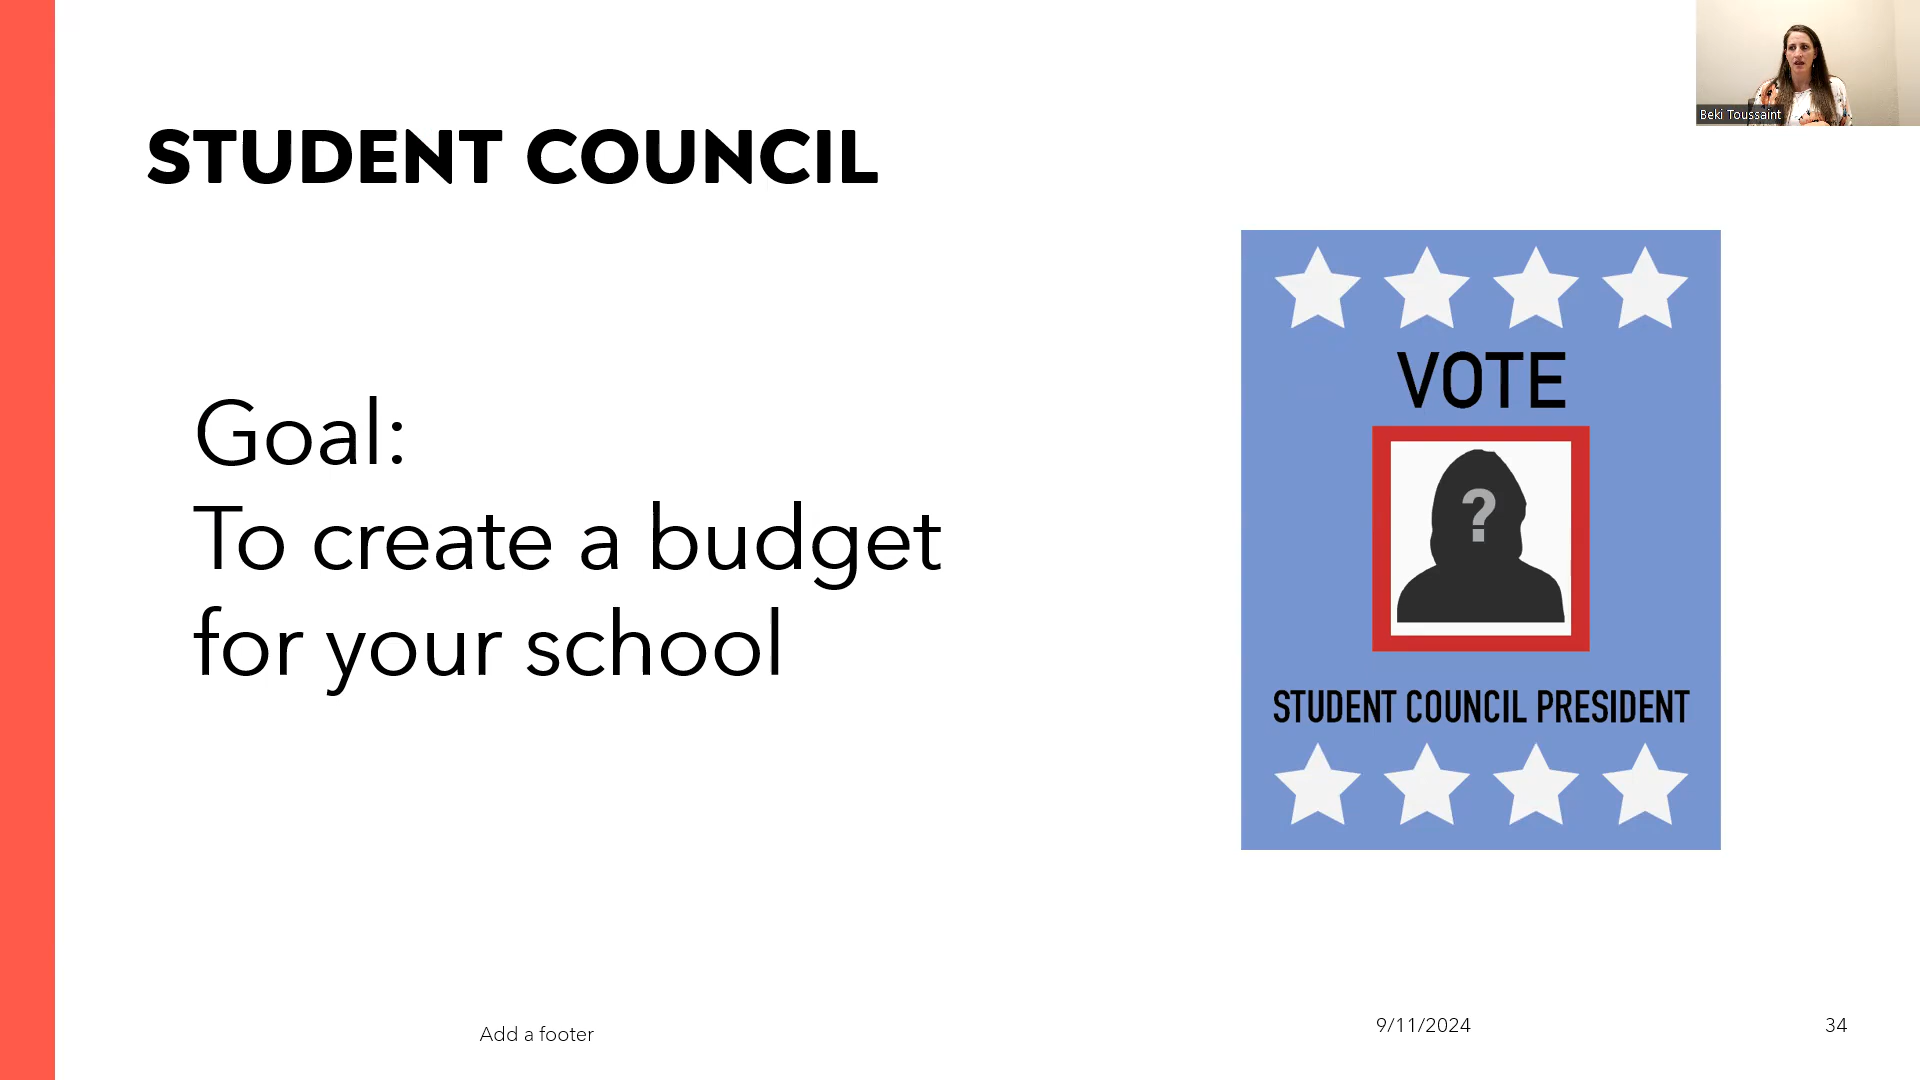 Beki Toussaint
STUDENT COUNCIL
Goal:
To create a budget
for your school
VOTE
?
STUDENT COUNCIL PRESIDENT
Add a footer
9/11/2024
34